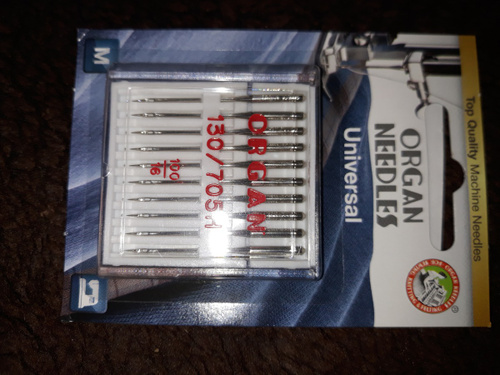 Top Quality Machine Needles
ORGAN
NEEDLES
Universal
ORGAN
130/705H
100
16
M